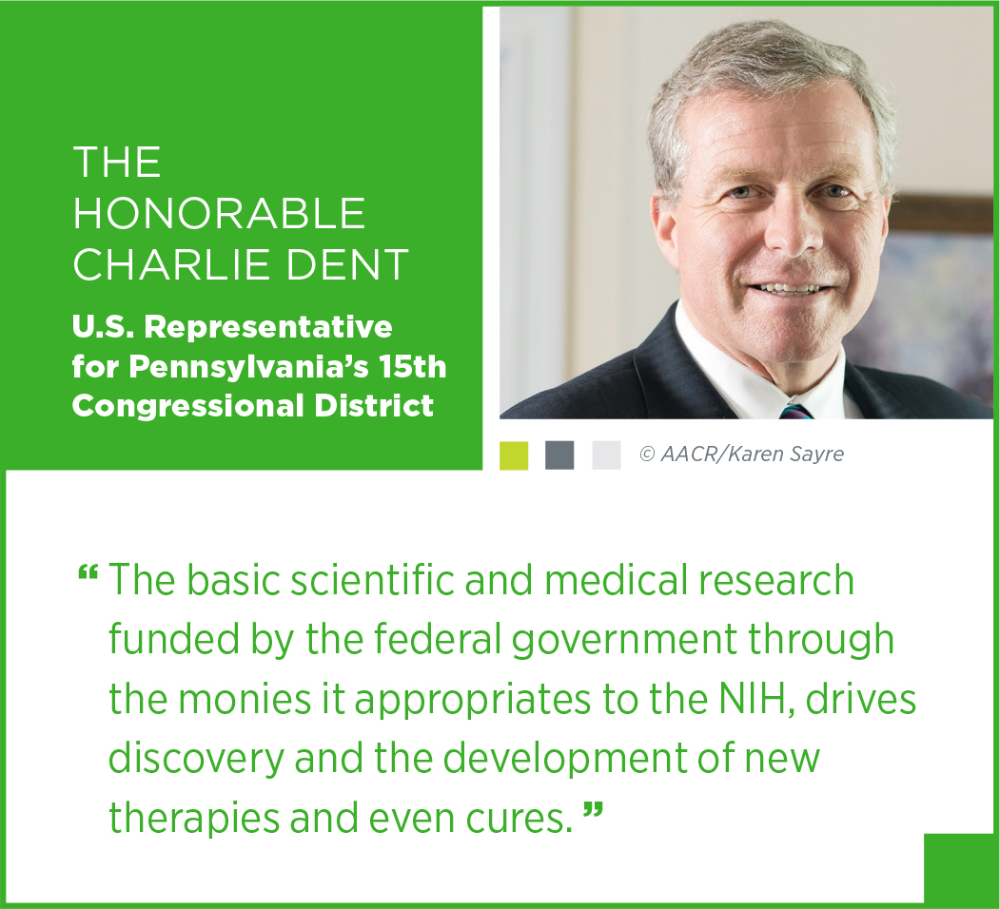 THE
HONORABLE
CHARLIE DENT
U.S. Representative
for Pennsylvania’s 15th
Congressional District
© AACR/Karen Sayre
“ The basic scientific and medical research
funded by the federal government through
the monies it appropriates to the NIH, drives
discovery and the development of new
therapies and even cures. ”